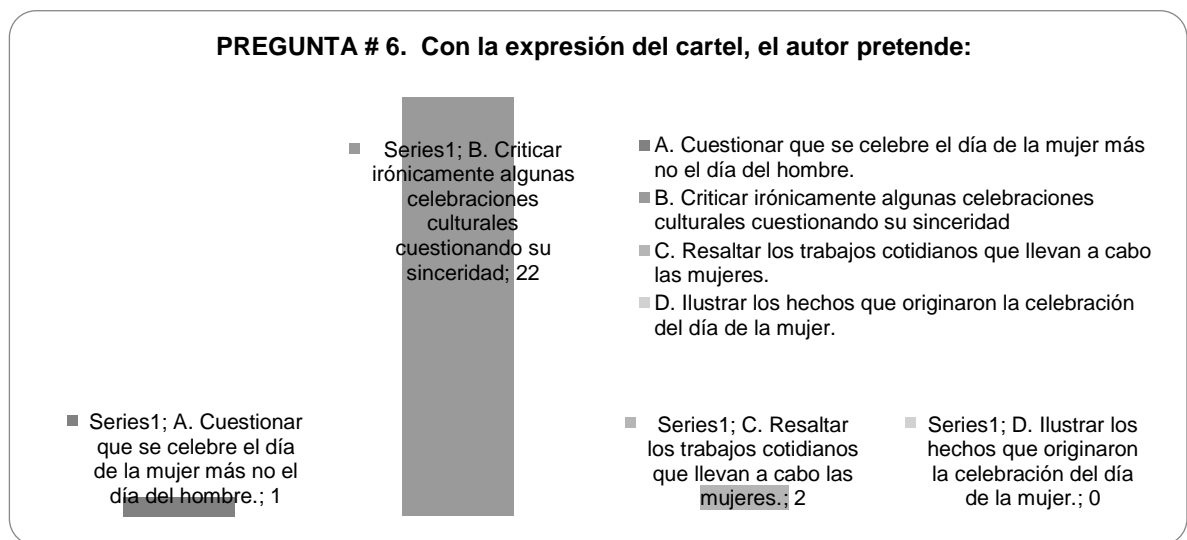 PREGUNTA # 6.  Con la expresión del cartel, el autor pretende:
Series1; B. Criticar
irónicamente algunas
celebraciones
culturales
cuestionando su
sinceridad; 22
A. Cuestionar que se celebre el día de la mujer más
no el día del hombre.
B. Criticar irónicamente algunas celebraciones
culturales cuestionando su sinceridad
C. Resaltar los trabajos cotidianos que llevan a cabo
las mujeres.
D. Ilustrar los hechos que originaron la celebración
del día de la mujer.
Series1; A. Cuestionar
que se celebre el día
de la mujer más no el
día del hombre.; 1
Series1; C. Resaltar
los trabajos cotidianos
que llevan a cabo las
mujeres.; 2
Series1; D. Ilustrar los
hechos que originaron
la celebración del día
de la mujer.; 0